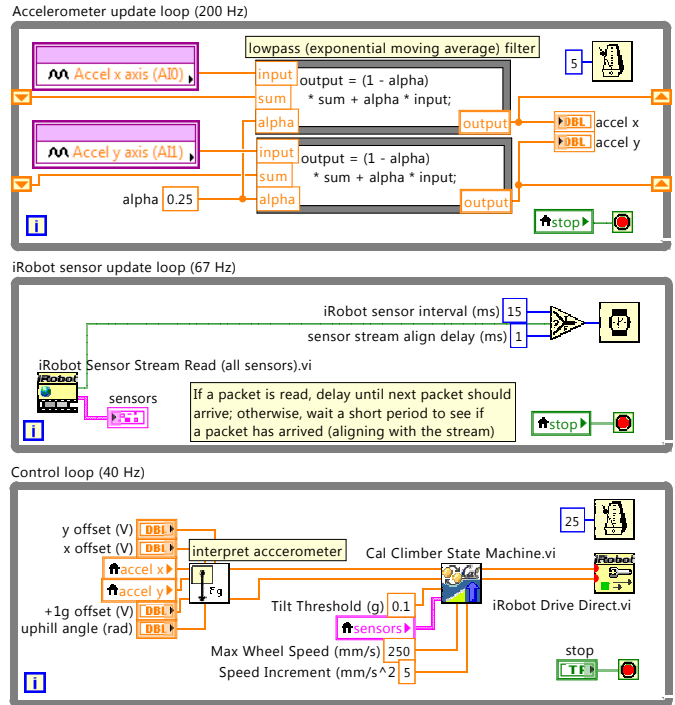 Accelerometer update loop (200 Hz)
lowpass (exponential moving average) filter
5
Accel x axis (AI0)
input
output = (1 - alpha)
sum
* sum + alpha * input;
alpha
output
DBL
accel x
Accel y axis (AI1)
input
output = (1 - alpha)
DBL
accel y
sum
* sum + alpha * input;
alpha
0.25
alpha
output
i
stop
iRobot sensor update loop (67 Hz)
iRobot sensor interval (ms)
15
sensor stream align delay (ms)
1
iRobot Sensor Stream Read (all sensors).vi
iRobot
sensors
If a packet is read, delay until next packet should
arrive; otherwise, wait a short period to see if
a packet has arrived (aligning with the stream)
i
stop
Control loop (40 Hz)
25
y offset (V)
DBL
x offset (V)
DBL
interpret acccerometer
Cal Climber State Machine.vi
accel x
accel y
Fg
Cal
iRobot
+1g offset (V)
DBL
Tilt Threshold (g)
0.1
iRobot Drive Direct.vi
uphill angle (rad)
DBL
sensors
Max Wheel Speed (mm/s)
250
stop
Speed Increment (mm/s^2
5
TF
i